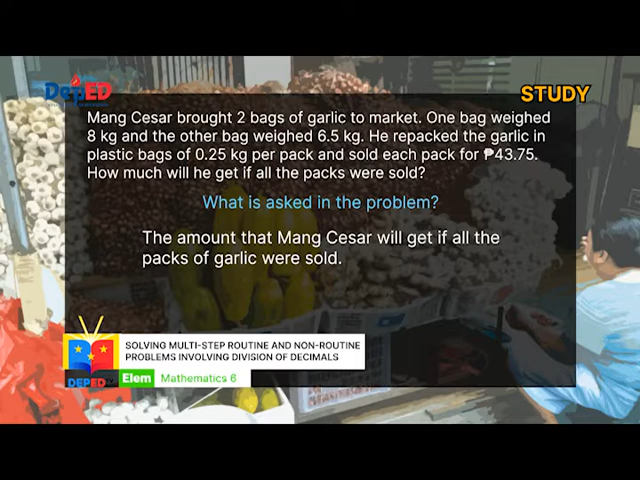 DepED
STUDY
Mang Cesar brought 2 bags of garlic to market. One bag weighed
8 kg and the other bag weighed 6.5 kg. He repacked the garlic in
plastic bags of 0.25 kg per pack and sold each pack for ₱43.75.
How much will he get if all the packs were sold?
What is asked in the problem?
The amount that Mang Cesar will get if all the
packs of garlic were sold.
SOLVING MULTI-STEP ROUTINE AND NON-ROUTINE
PROBLEMS INVOLVING DIVISION OF DECIMALS
DEPED
Elem Mathematics 6